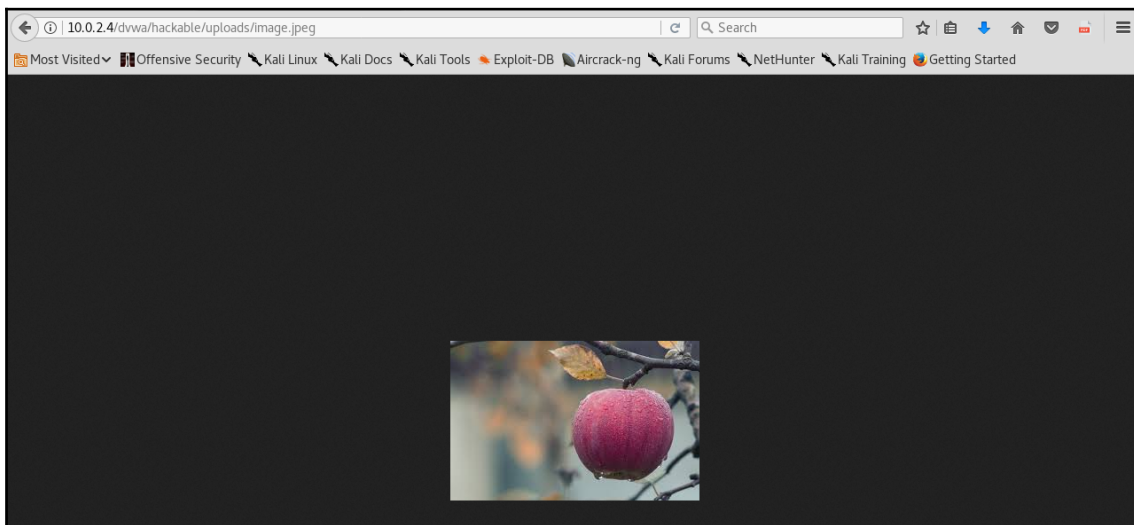 10.0.2.4/dvwa/hackable/uploads/image.jpeg Search
Most Visited Offensive Security Kali Linux Kali Docs Kali Tools Exploit-DB Aircrack-ng Kali Forums NetHunter Kali Training Getting Started